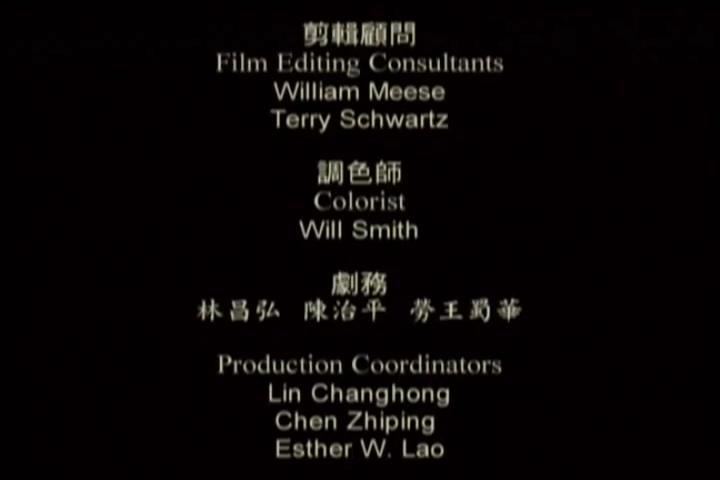 剪輯顧問
Film Editing Consultants
William Meese
Terry Schwartz
調色師
Colorist
Will Smith
劇務
林昌弘 陳治平 勞王蜀華
Production Coordinators
Lin Changhong
Chen Zhiping
Esther W. Lao